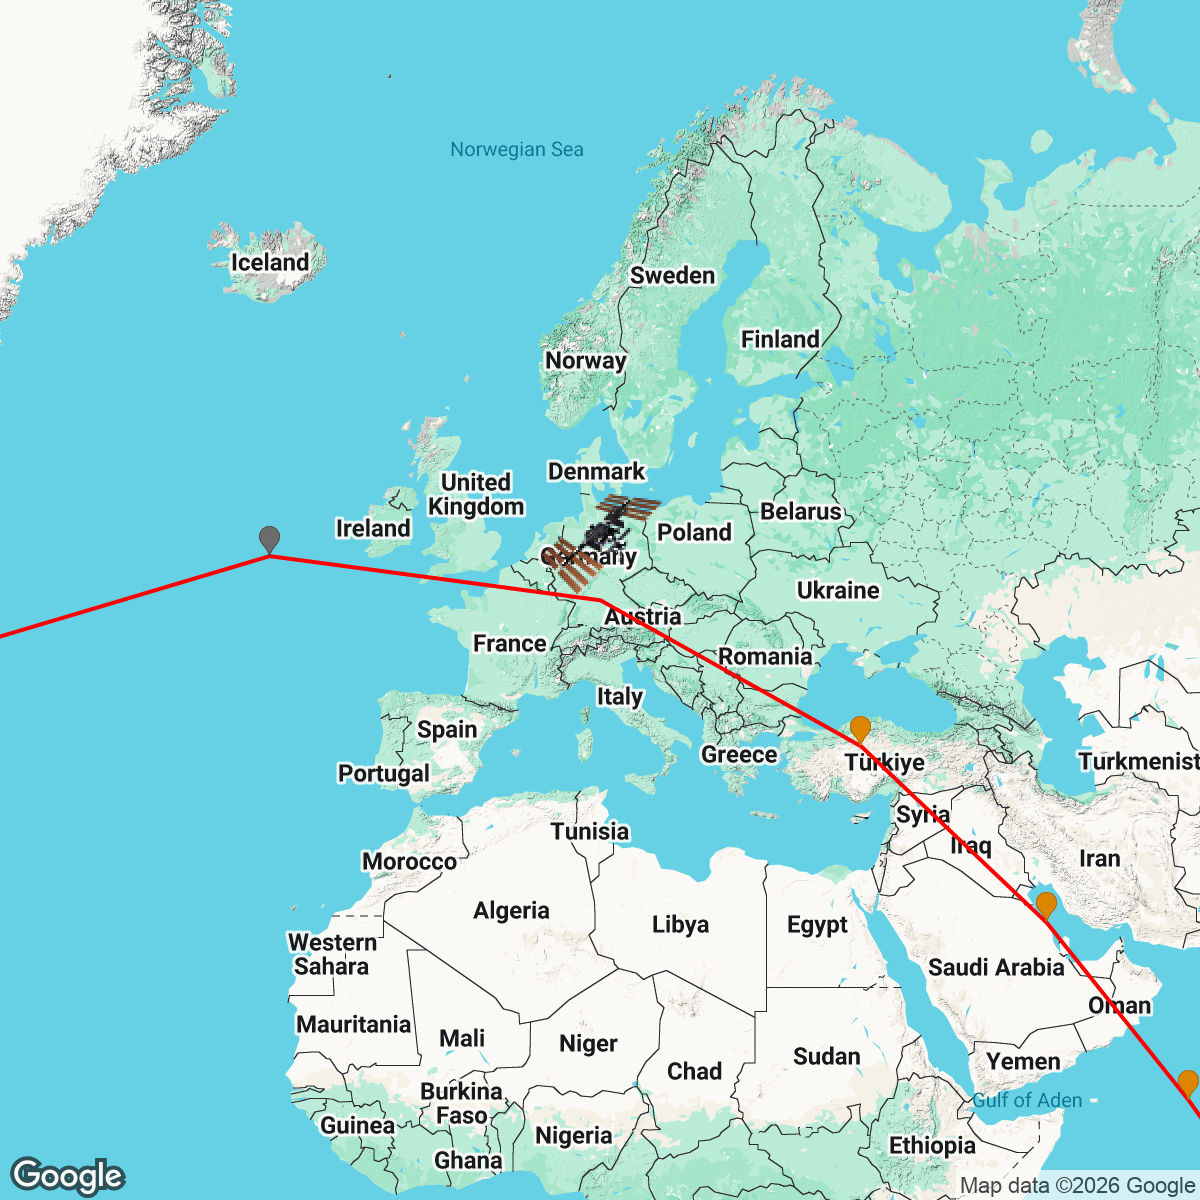 Norwegian Sea
Iceland
Sweden
Finland
Norway
Denmark
United
Kingdom
Ireland
Belarus
Poland
Germany
Ukraine
Austria
France
Romania
Italy
Spain
Portugal
Greece
Türkiye
Turkmenist
Syria
Iraq
Iran
Tunisia
Morocco
Algeria
Libya
Egypt
Western
Sahara
Saudi Arabia
Oman
Mauritania
Mali
Niger
Chad
Sudan
Yemen
Gulf of Aden
Burkina
Faso
Guinea
Nigeria
Ghana
Ethiopia
Google
Map data ©2026 Google